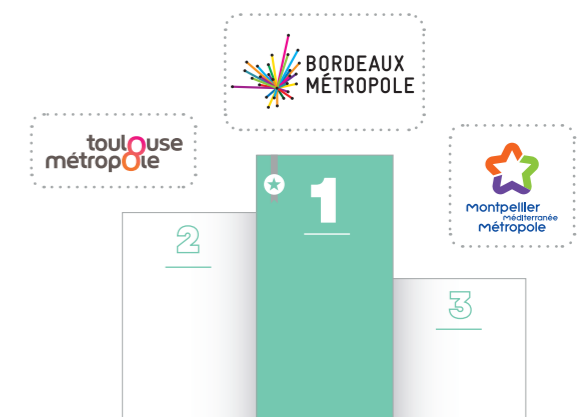 BORDEAUX
MÉTROPOLE
toulouse
métropole
montpellier
méditerranée
métropole
1
2
3